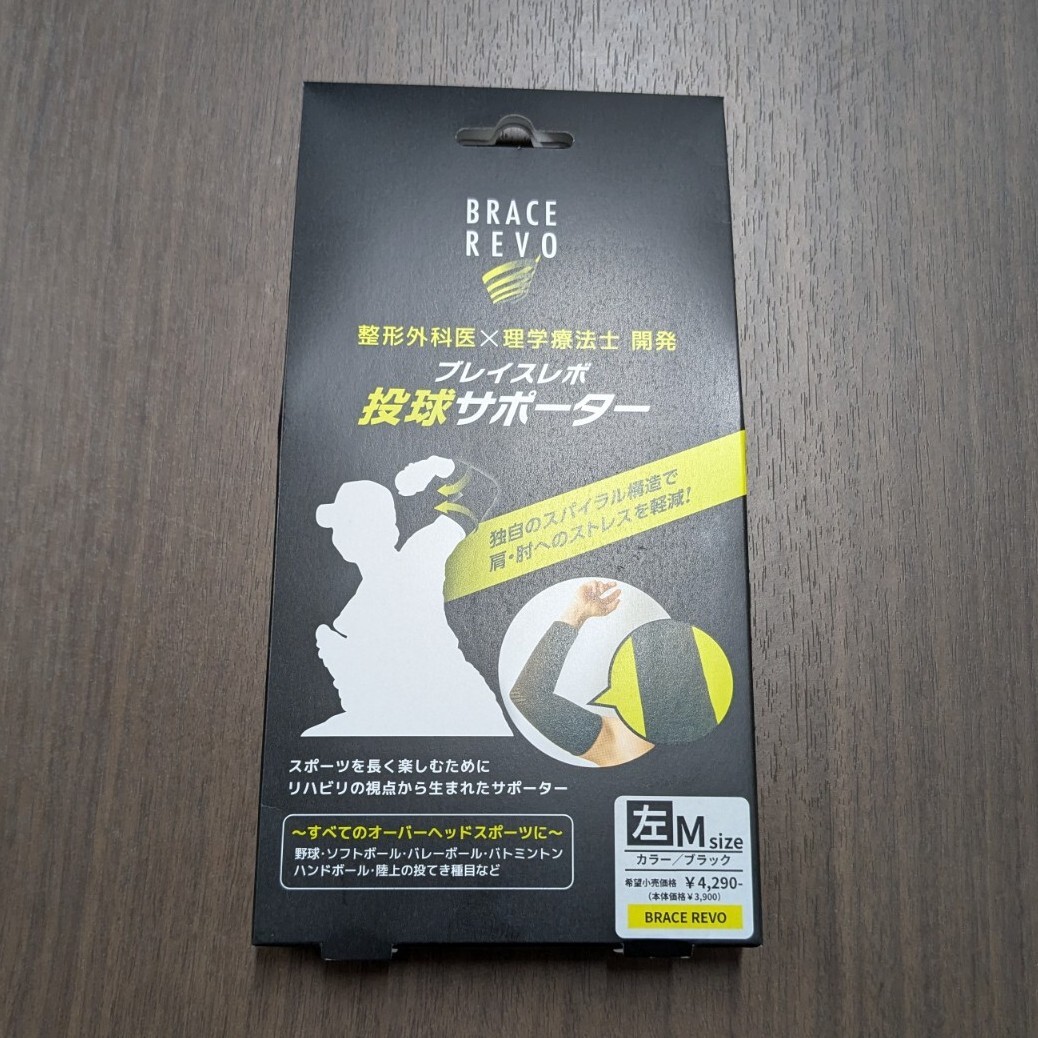 BRACE
REVO
整形外科医×理学療法士 開発
ブレイスレボ
投球サポーター
独自のスパイラル構造で
肩・肘へのストレスを軽減!
スポーツを長く楽しむために
リハビリの視点から生まれたサポーター
～すべてのオーバーヘッドスポーツに～
野球・ソフトボール・バレーボール・バトミントン
ハンドボール・陸上の投てき種目など
左 M size
カラー／ブラック
希望小売価格 ¥4,290-
(本体価格¥3,900)
BRACE REVO